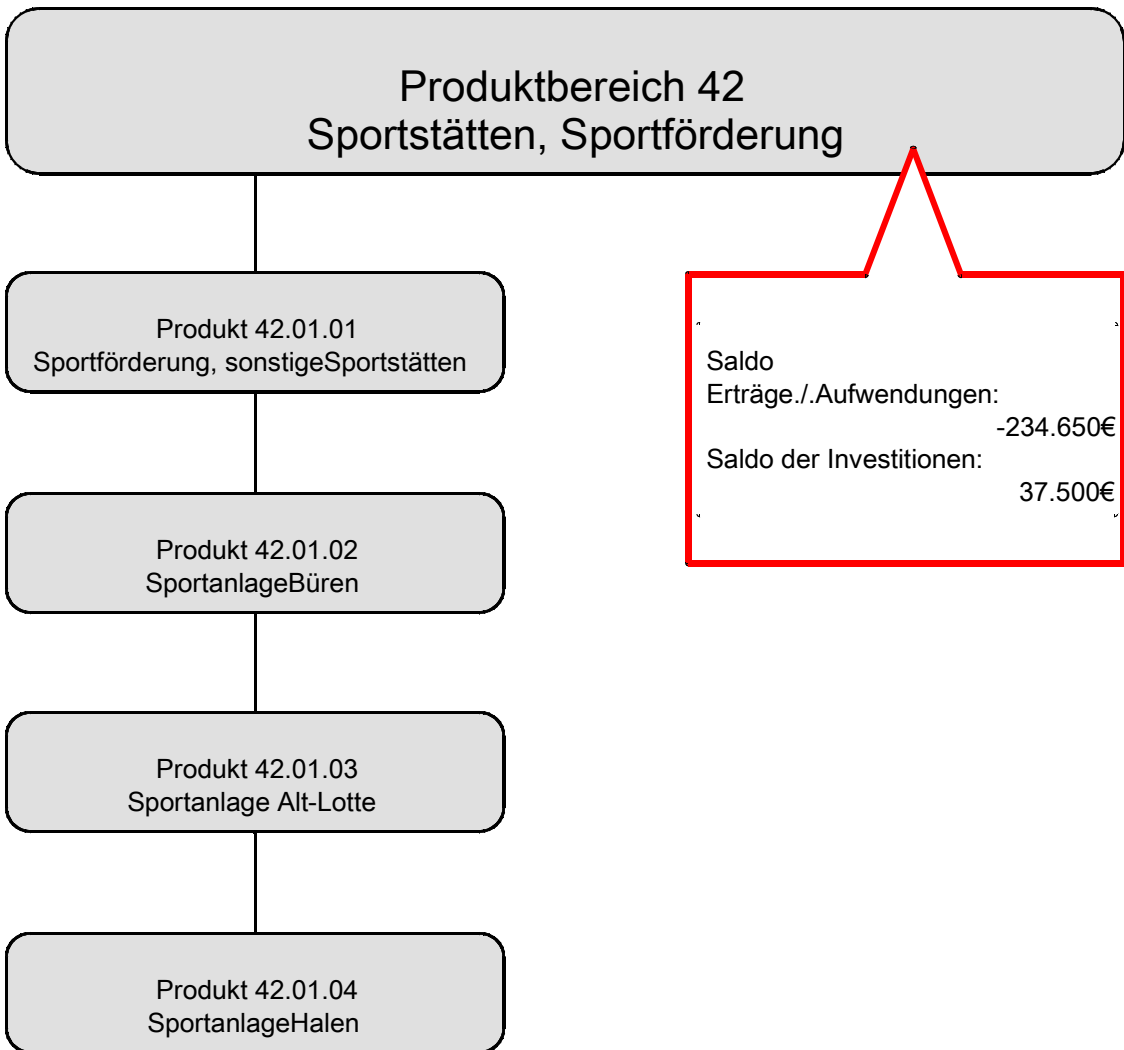 Produktbereich 42
Sportstätten, Sportförderung
Produkt 42.01.01
Sportförderung, sonstigeSportstätten
Saldo
Erträge./.Aufwendungen:
-234.650€
Saldo der Investitionen:
37.500€
Produkt 42.01.02
SportanlageBüren
Produkt 42.01.03
Sportanlage Alt-Lotte
Produkt 42.01.04
SportanlageHalen